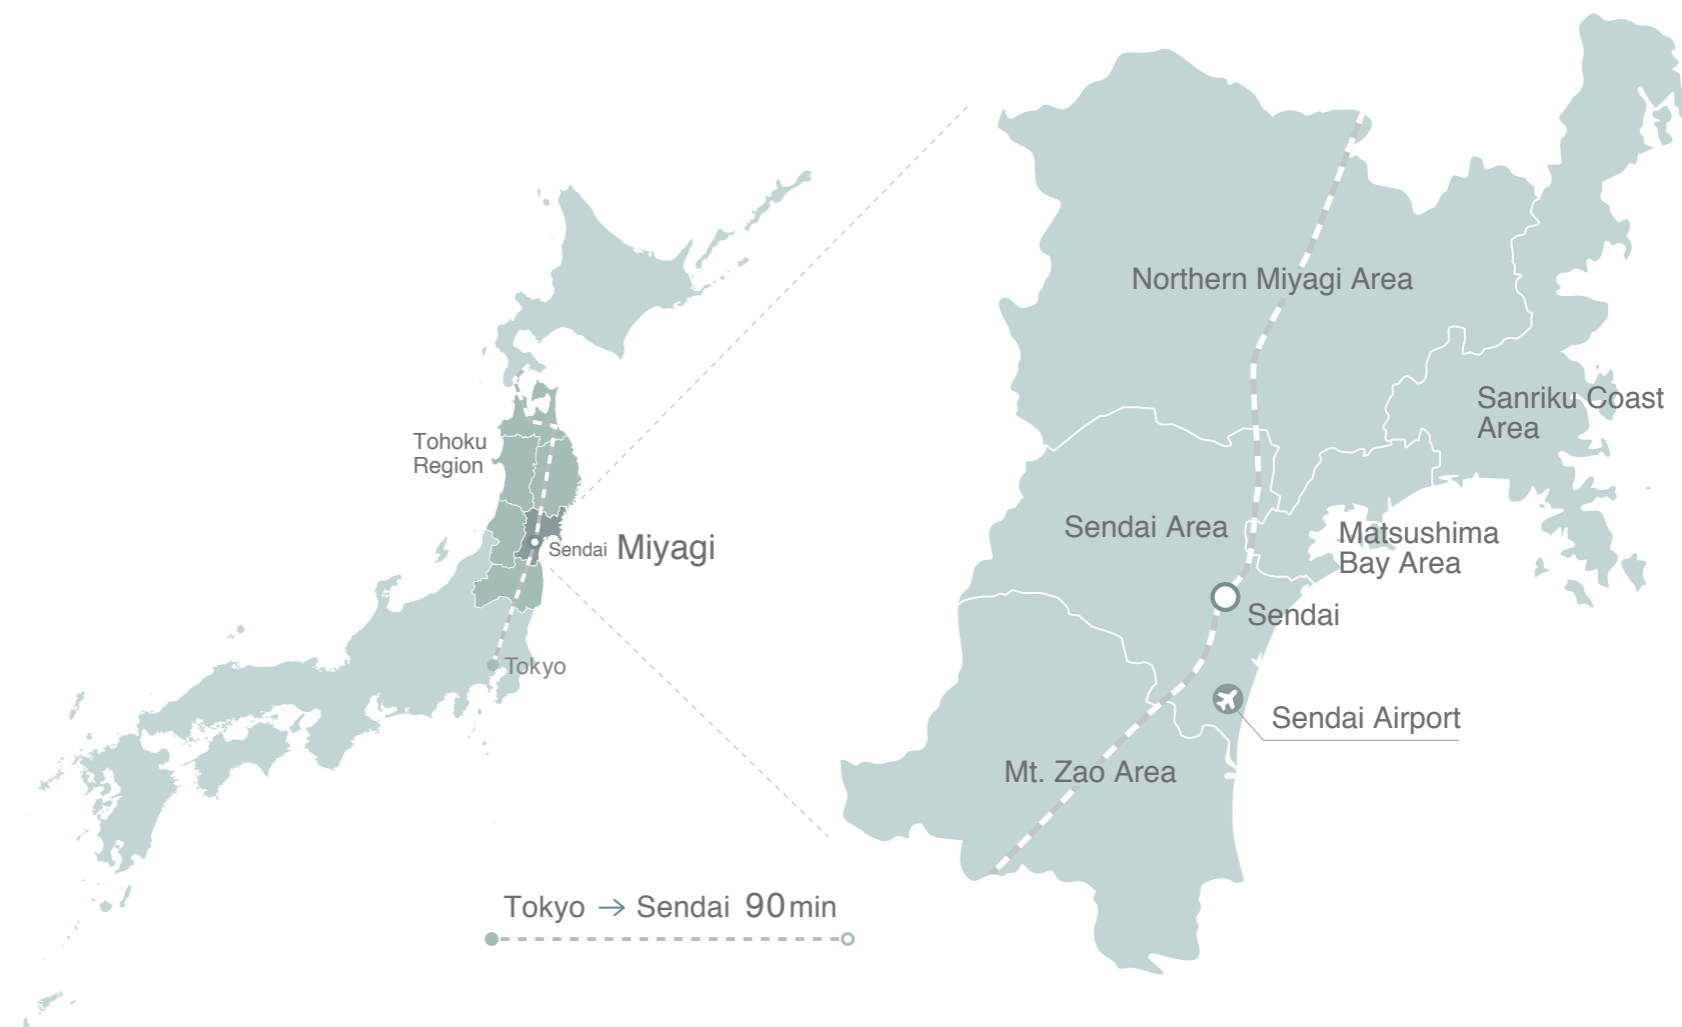 Tohoku
Region
Sendai Miyagi
Tokyo
Tokyo → Sendai 90min
Northern Miyagi Area
Sanriku Coast
Area
Sendai Area
Matsushima
Bay Area
Sendai
Sendai Airport
Mt. Zao Area